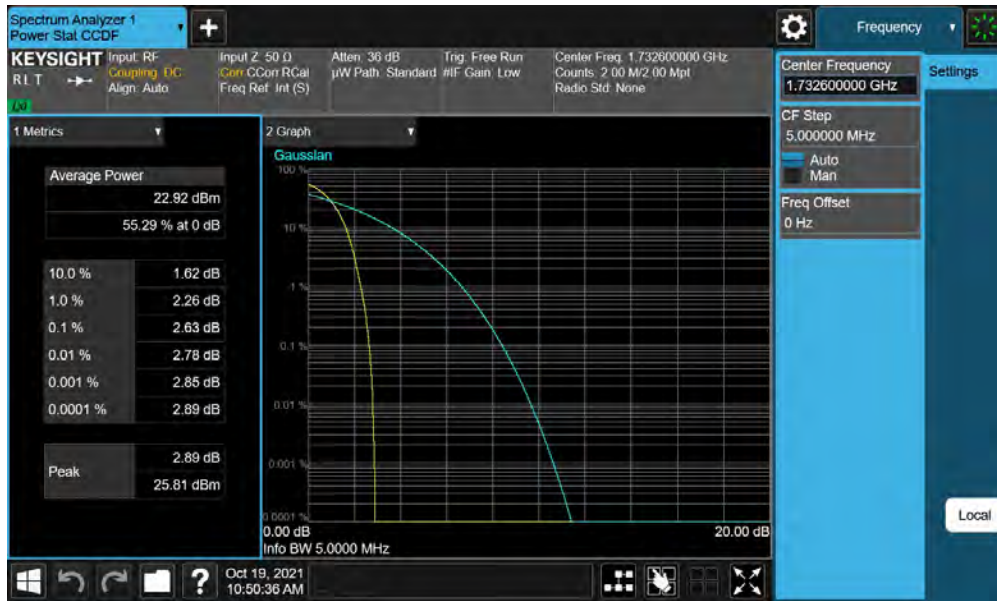 Spectrum Analyzer 1
Power Stat CCDF
Frequency
KEYSIGHT
Input: RF
Input Z: 50 Ω
Atten: 36 dB
Trig: Free Run
Center Freq: 1.732600000 GHz
RLT
Coupling: DC
Corr CCorr RCal
µW Path: Standard
#IF Gain: Low
Counts: 2.00 M/2.00 Mpt
Align: Auto
Freq Ref: Int (S)
Radio Std: None
Center Frequency
1.732600000 GHz
Settings
CF Step
5.000000 MHz
Auto
Man
Freq Offset
0 Hz
Local
1 Metrics
Average Power
22.92 dBm
55.29 % at 0 dB
10.0 % 1.62 dB
1.0 % 2.26 dB
0.1 % 2.63 dB
0.01 % 2.78 dB
0.001 % 2.85 dB
0.0001 % 2.89 dB
Peak
2.89 dB
25.81 dBm
2 Graph
Gaussian
100 %
10 %
1 %
0.1 %
0.01 %
0.001 %
0.0001 %
0.00 dB
20.00 dB
Info BW 5.0000 MHz
?
Oct 19, 2021
10:50:36 AM